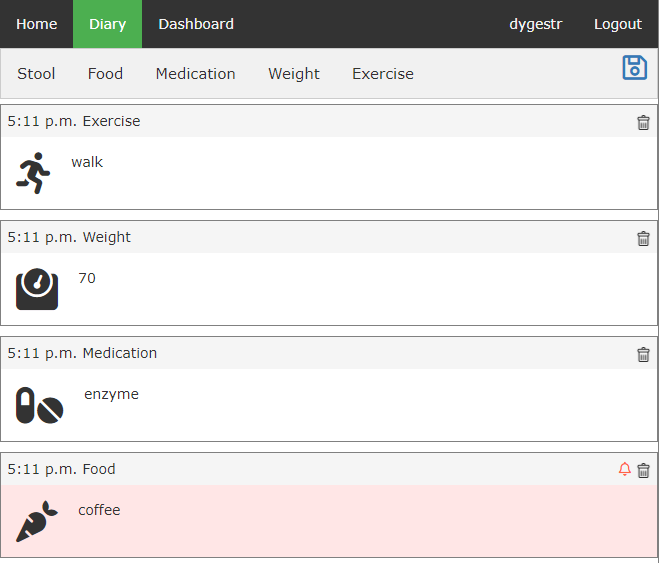 Home Diary Dashboard dygestr Logout
Stool Food Medication Weight Exercise
5:11 p.m. Exercise
walk
5:11 p.m. Weight
70
5:11 p.m. Medication
enzyme
5:11 p.m. Food
coffee